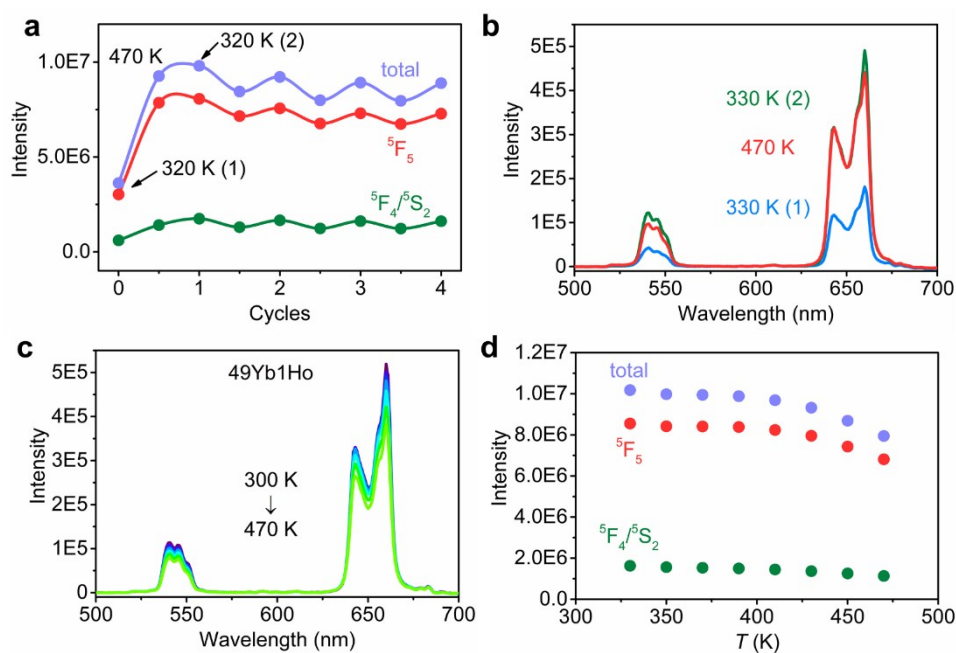 a
470 K
320 K (2)
total
⁵F₅
320 K (1)
⁵F₄/⁵S₂
1.0E7
5.0E6
0.0
Intensity
0 1 2 3 4
Cycles
b
330 K (2)
470 K
330 K (1)
5E5
4E5
3E5
2E5
1E5
0
Intensity
500 550 600 650 700
Wavelength (nm)
c
49Yb1Ho
300 K
↓
470 K
5E5
4E5
3E5
2E5
1E5
0
Intensity
500 550 600 650 700
Wavelength (nm)
d
total
⁵F₅
⁵F₄/⁵S₂
1.2E7
1.0E7
8.0E6
6.0E6
4.0E6
2.0E6
0.0
Intensity
300 350 400 450 500
T (K)